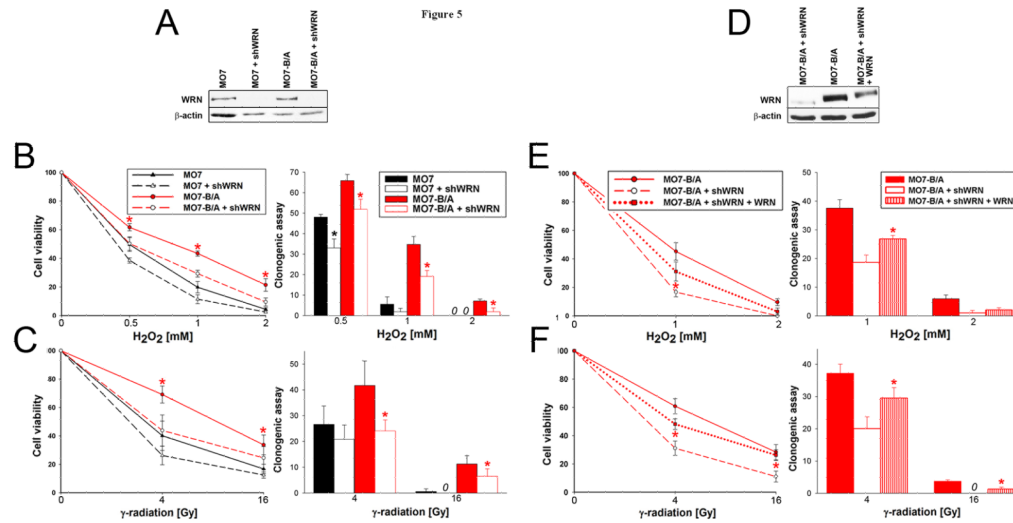 Figure 5
A
MO7
MO7 + shWRN
MO7-B/A
MO7-B/A + shWRN
WRN
β-actin
D
MO7-B/A + shWRN
MO7-B/A
MO7-B/A + shWRN
+ WRN
WRN
β-actin
B
Cell viability
100
80
60
40
20
0
MO7
MO7 + shWRN
MO7-B/A
MO7-B/A + shWRN
* * *
0 0.5 1 2
H2O2 [mM]
Clonogenic assay
70
60
50
40
30
20
10
0
MO7
MO7 + shWRN
MO7-B/A
MO7-B/A + shWRN
* * * 0 0 *
0.5 1 2
H2O2 [mM]
E
Cell viability
100
80
60
40
20
0
MO7-B/A
MO7-B/A + shWRN
MO7-B/A + shWRN + WRN
*
0 1 1 2
H2O2 [mM]
Clonogenic assay
50
40
30
20
10
0
MO7-B/A
MO7-B/A + shWRN
MO7-B/A + shWRN + WRN
*
1 2
H2O2 [mM]
C
Cell viability
100
80
60
40
20
0
* *
0 4 16
γ-radiation [Gy]
Clonogenic assay
60
50
40
30
20
10
0
* 0 *
4 16
γ-radiation [Gy]
F
Cell viability
100
80
60
40
20
0
* *
0 4 16
γ-radiation [Gy]
Clonogenic assay
50
40
30
20
10
0
* 0 *
4 16
γ-radiation [Gy]